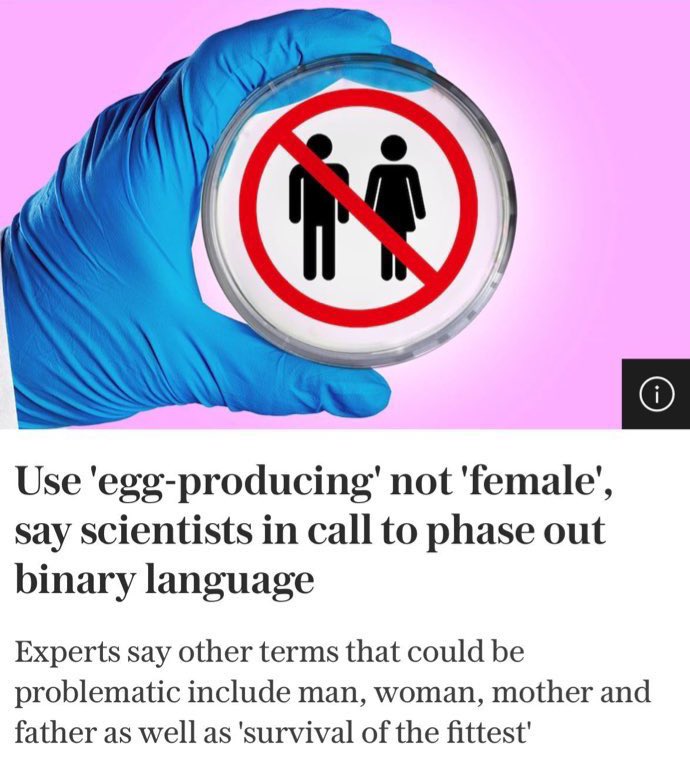 Use 'egg-producing' not 'female',
say scientists in call to phase out
binary language
Experts say other terms that could be
problematic include man, woman, mother and
father as well as 'survival of the fittest'